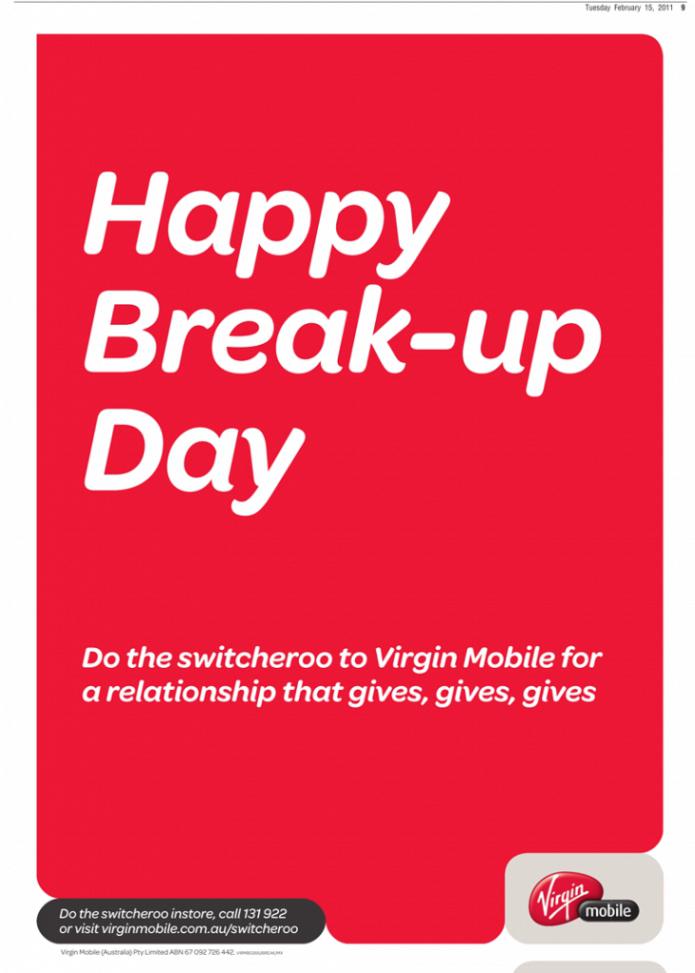 Tuesday February 15, 2011 9
Happy
Break-up
Day
Do the switcheroo to Virgin Mobile for
a relationship that gives, gives, gives
Do the switcheroo instore, call 131 922
or visit virginmobile.com.au/switcheroo
Virgin
mobile
Virgin Mobile (Australia) Pty Limited ABN 67 092 726 442.